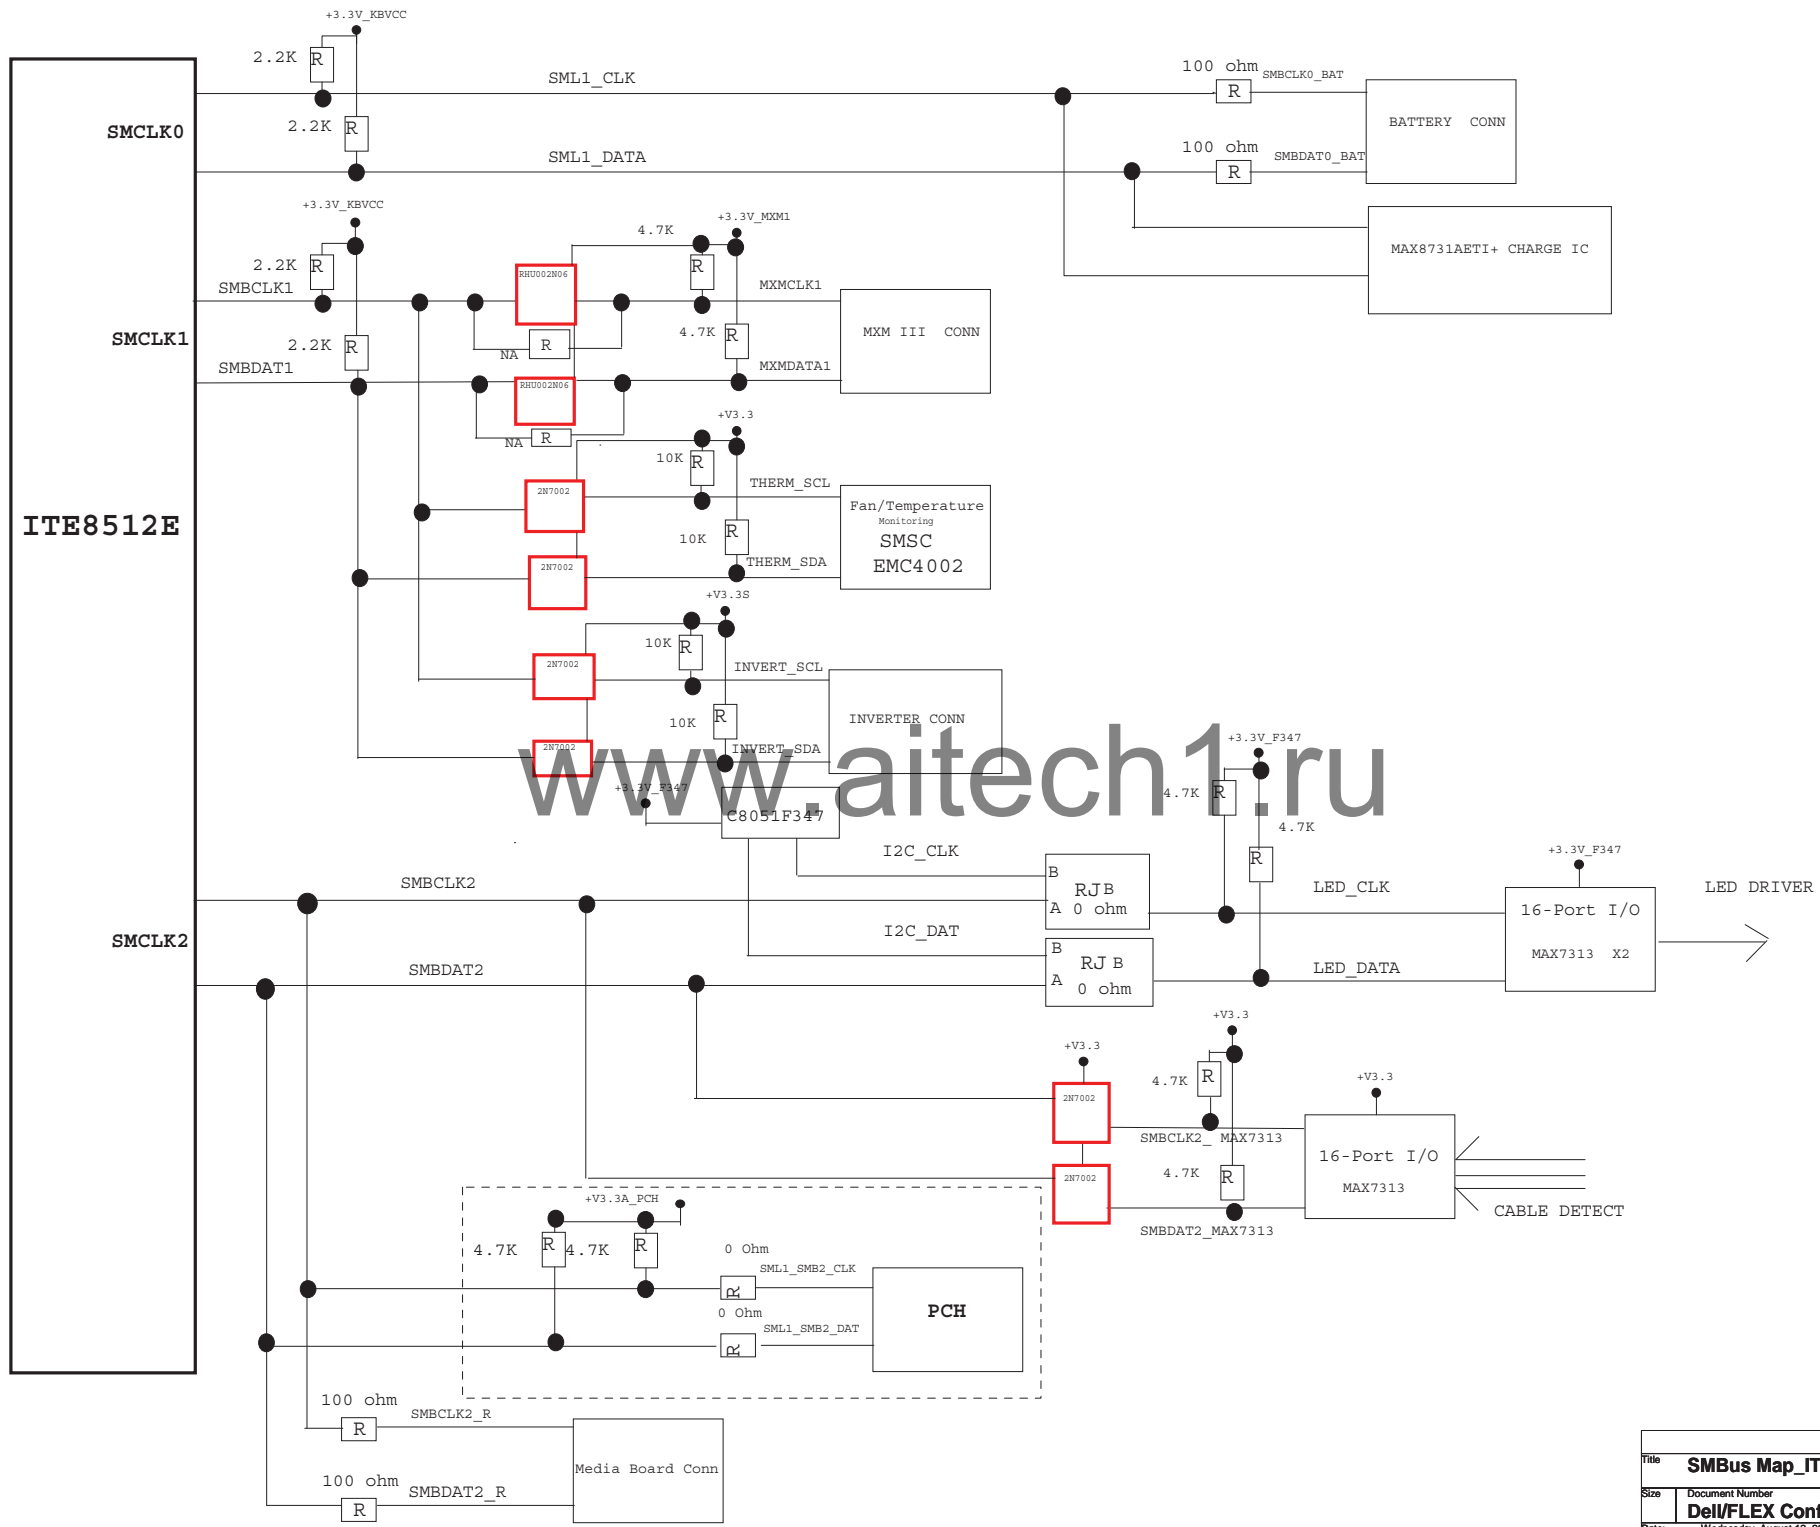 +3.3V_KBVCC
2.2K R
SML1_CLK
100 ohm
SMBCLK0_BAT
R
SMCLK0
2.2K R
BATTERY CONN
SML1_DATA
100 ohm
SMBDAT0_BAT
R
+3.3V_KBVCC
+3.3V_MXM1
4.7K
2.2K R
RHU002N06
R
MAX8731AETI+ CHARGE IC
SMBCLK1
MXMCLK1
SMCLK1
2.2K R
NA R
4.7K R
MXM III CONN
SMBDAT1
MXMDATA1
RHU002N06
+V3.3
NA R
10K R
THERM_SCL
2N7002
Fan/Temperature
Monitoring
SMSC
EMC4002
ITE8512E
10K R
THERM_SDA
2N7002
+V3.3S
10K R
INVERT_SCL
2N7002
10K R
INVERTER CONN
INVERT_SDA
2N7002
www.aitech1.ru
+3.3V_F347
+3.3V_F347
4.7K R
C8051F347
4.7K
R
I2C_CLK
+3.3V_F347
SMBCLK2
B
RJB
A 0 ohm
LED_CLK
LED DRIVER
16-Port I/O
MAX7313 X2
SMCLK2
I2C_DAT
SMBDAT2
B
RJB
A 0 ohm
LED_DATA
+V3.3
+V3.3
4.7K R
+V3.3
2N7002
SMBCLK2_ MAX7313
16-Port I/O
MAX7313
4.7K R
2N7002
CABLE DETECT
SMBDAT2_MAX7313
+V3.3A_PCH
4.7K R 4.7K R
0 Ohm
SML1_SMB2_CLK
R
PCH
0 Ohm
SML1_SMB2_DAT
R
100 ohm
SMBCLK2_R
R
Media Board Conn
100 ohm
SMBDAT2_R
R
Title
SMBus Map_IT
Size Document Number
Dell/FLEX Conf